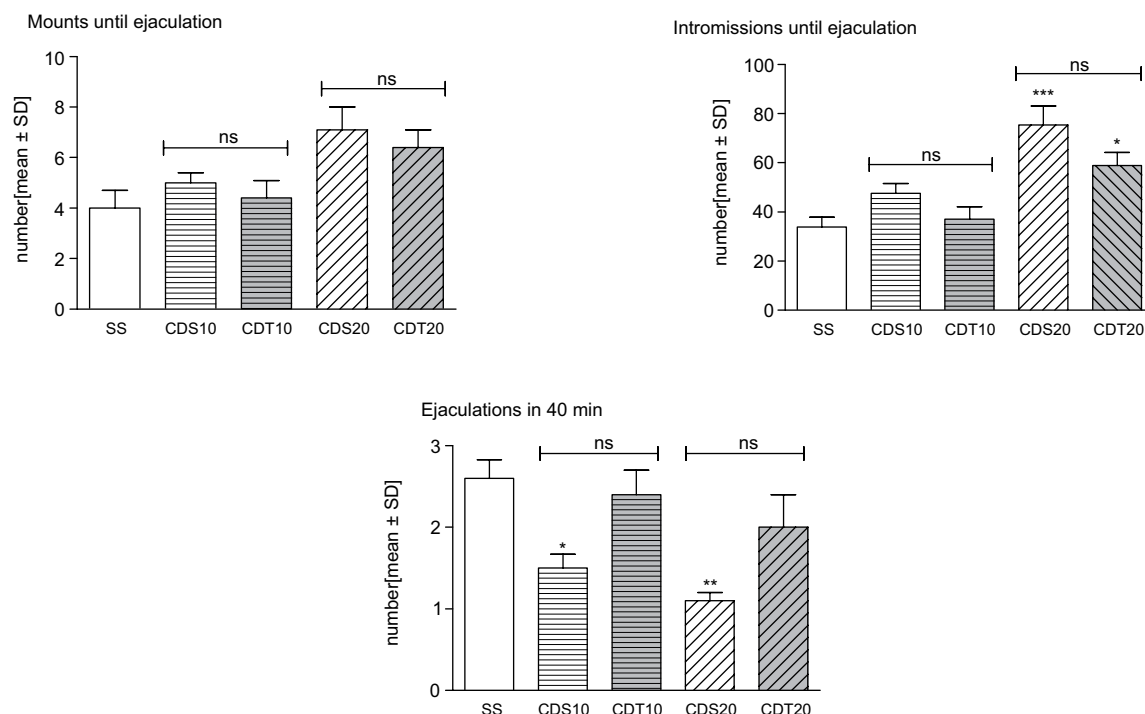 Mounts until ejaculation
number[mean ± SD]
10
8
6
4
2
0
ns
ns
SS CDS10 CDT10 CDS20 CDT20
Intromissions until ejaculation
number[mean ± SD]
100
80
60
40
20
0
ns
ns
***
*
SS CDS10 CDT10 CDS20 CDT20
Ejaculations in 40 min
number[mean ± SD]
3
2
1
0
ns
ns
*
**
SS CDS10 CDT10 CDS20 CDT20